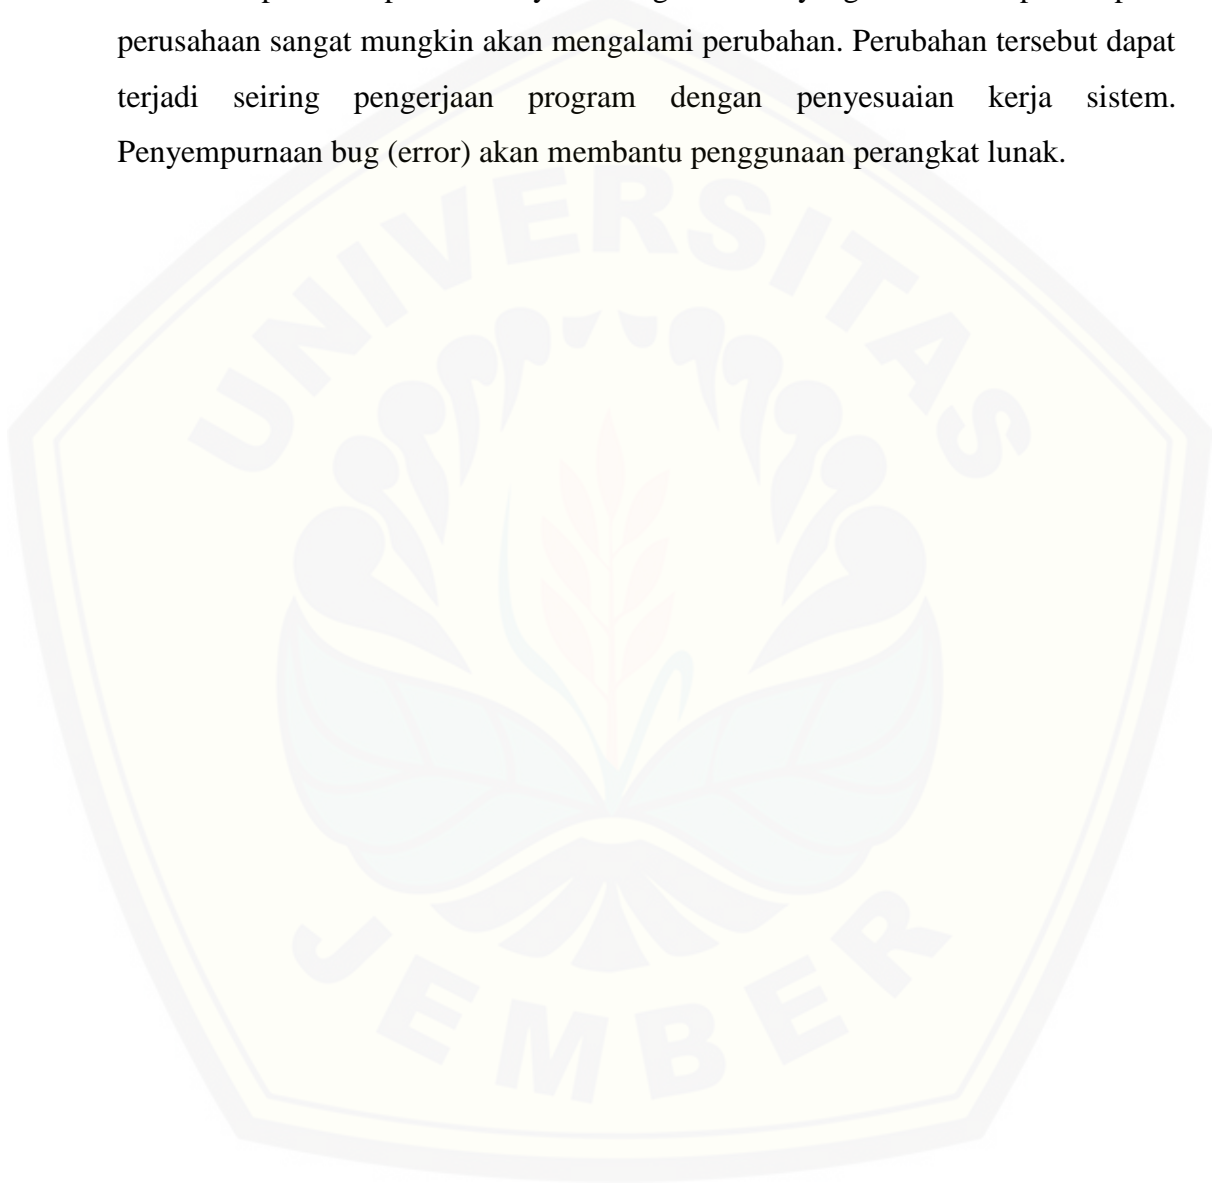 perusahaan sangat mungkin akan mengalami perubahan. Perubahan tersebut dapat
terjadi seiring pengerjaan program dengan penyesuaian kerja sistem.
Penyempurnaan bug (error) akan membantu penggunaan perangkat lunak.
UNIVERSITAS
JEMBER